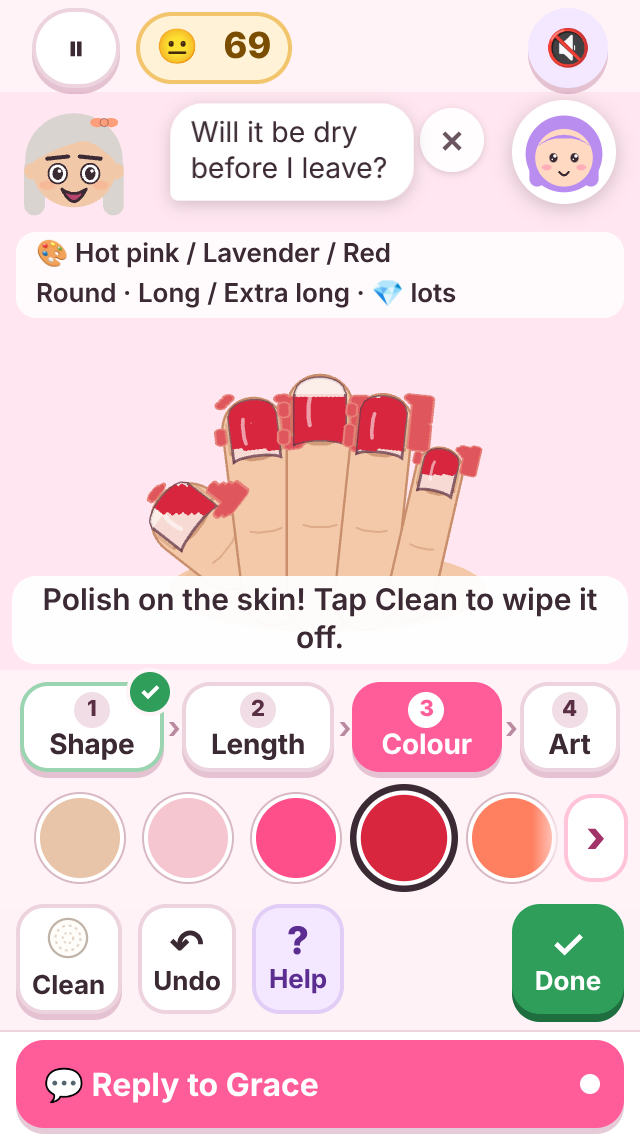 69
Will it be dry
before I leave?
🎨 Hot pink / Lavender / Red
Round · Long / Extra long · 💎 lots
Polish on the skin! Tap Clean to wipe it
off.
1
Shape
2
Length
3
Colour
4
Art
Clean
Undo
?
Help
Done
💬 Reply to Grace